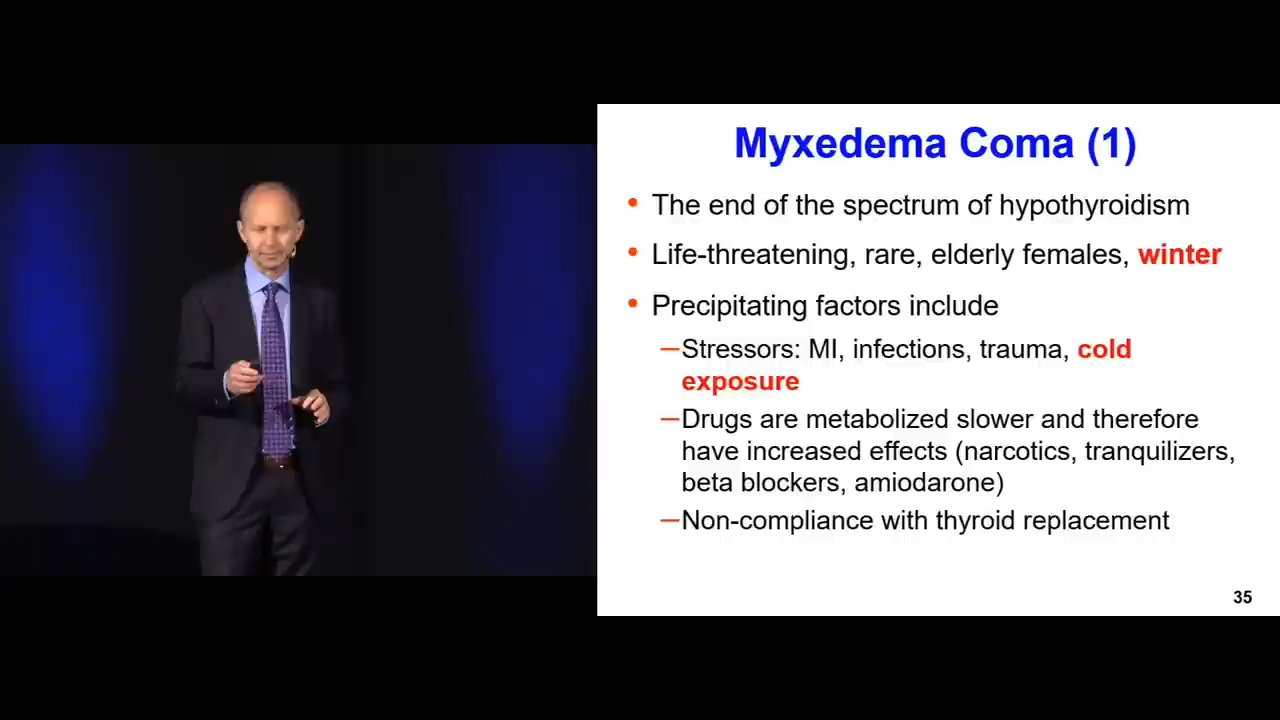 Myxedema Coma (1)
• The end of the spectrum of hypothyroidism
• Life-threatening, rare, elderly females, winter
• Precipitating factors include
—Stressors: MI, infections, trauma, cold
exposure
—Drugs are metabolized slower and therefore
have increased effects (narcotics, tranquilizers,
beta blockers, amiodarone)
—Non-compliance with thyroid replacement
35